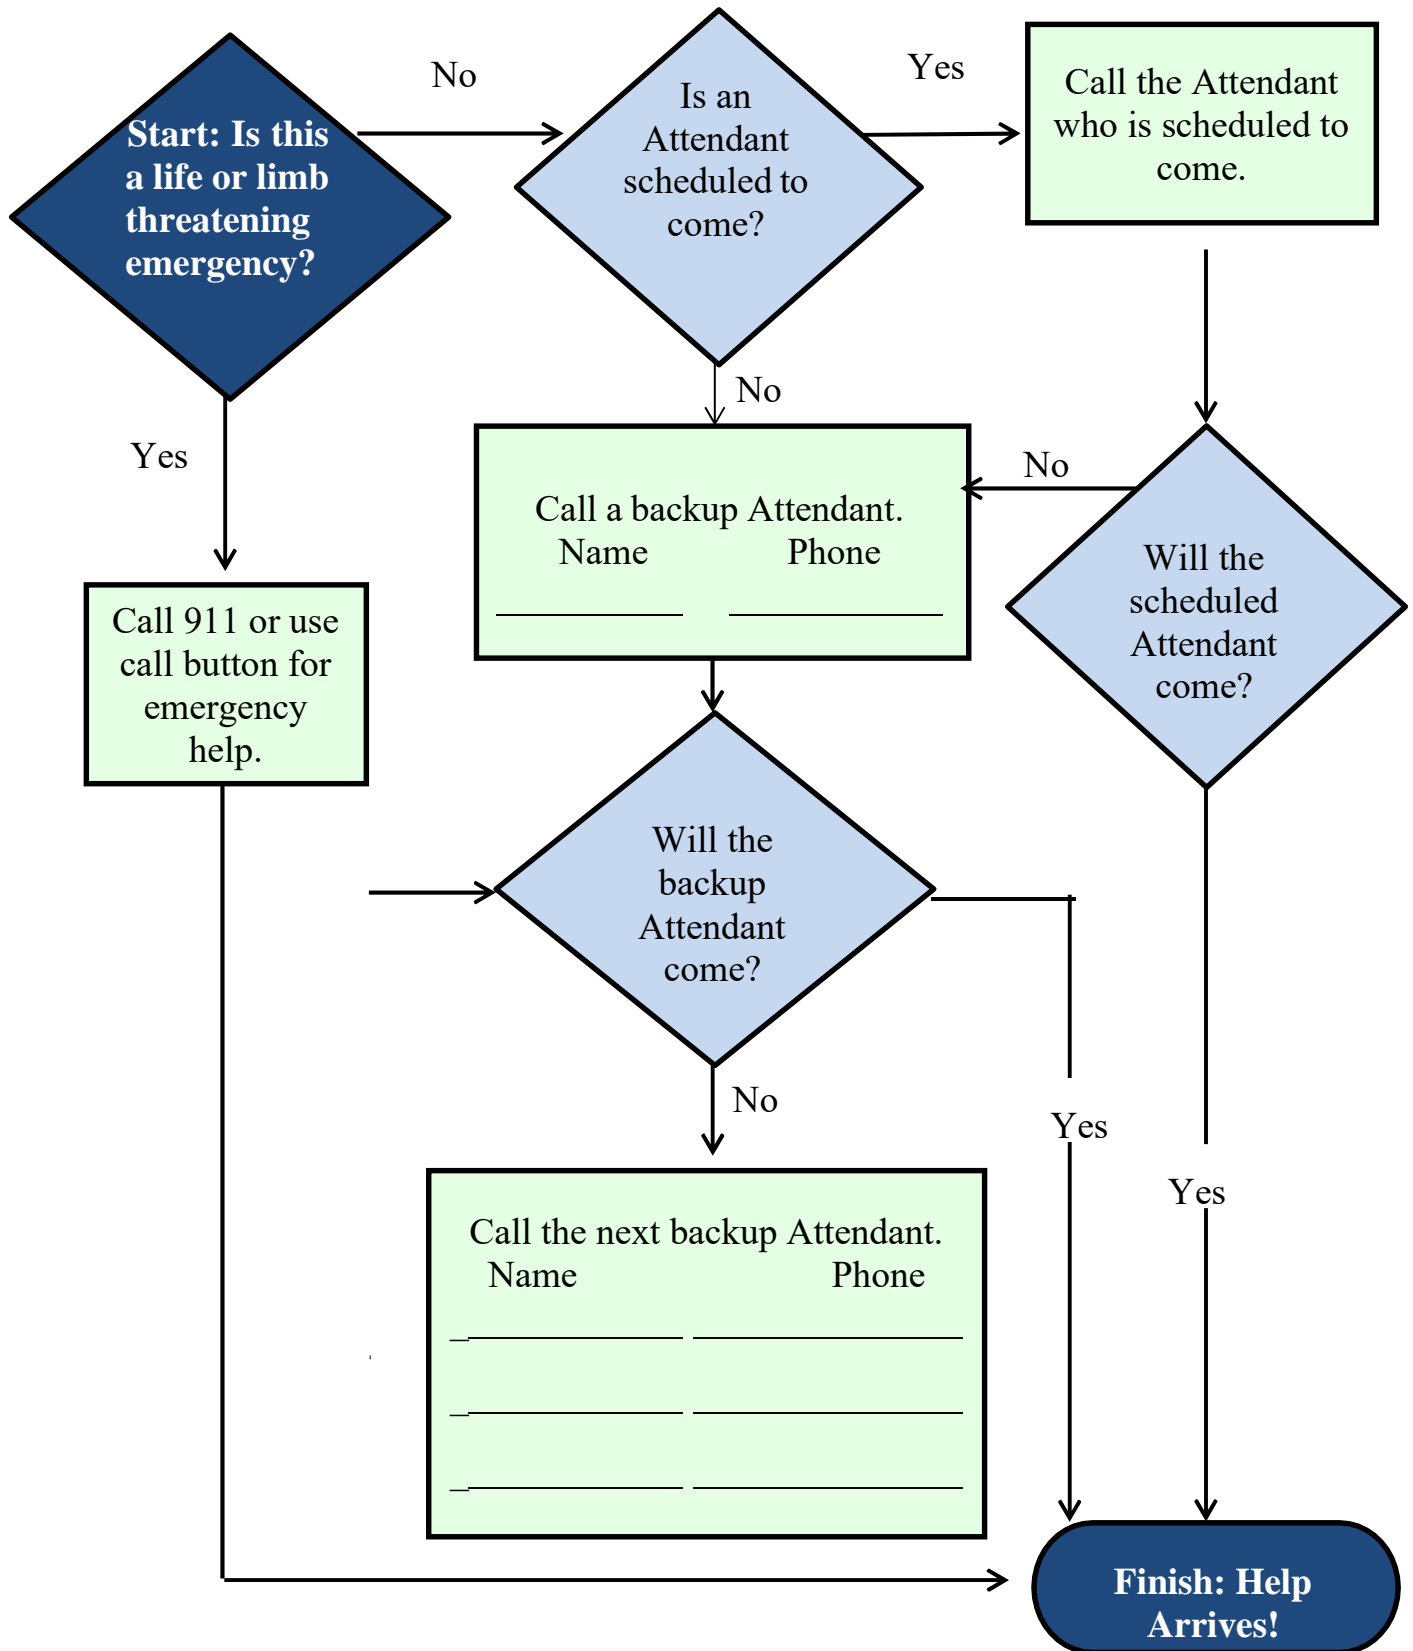 Start: Is this
a life or limb
threatening
emergency?
No
Is an
Attendant
scheduled to
come?
Yes
Call the Attendant
who is scheduled to
come.
No
Yes
No
Call a backup Attendant.
Name Phone
Will the
scheduled
Attendant
come?
Call 911 or use
call button for
emergency
help.
Will the
backup
Attendant
come?
No
Yes
Yes
Call the next backup Attendant.
Name Phone
Finish: Help
Arrives!